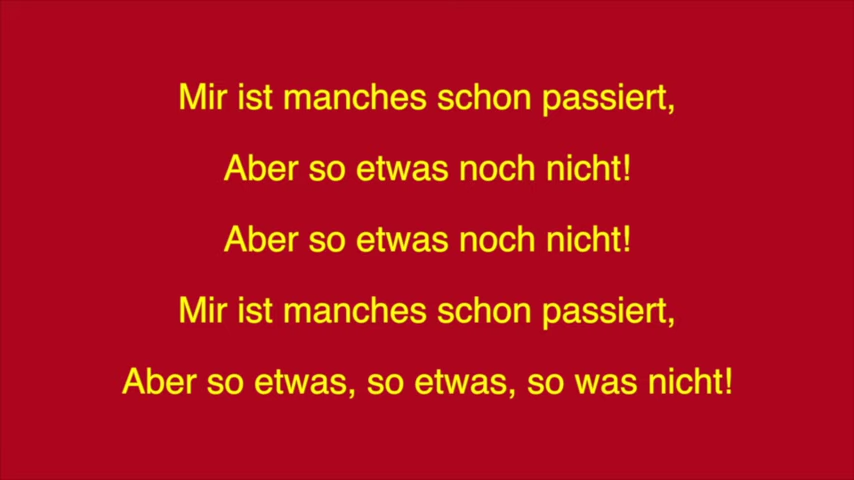 Mir ist manches schon passiert,
Aber so etwas noch nicht!
Aber so etwas noch nicht!
Mir ist manches schon passiert,
Aber so etwas, so etwas, so was nicht!